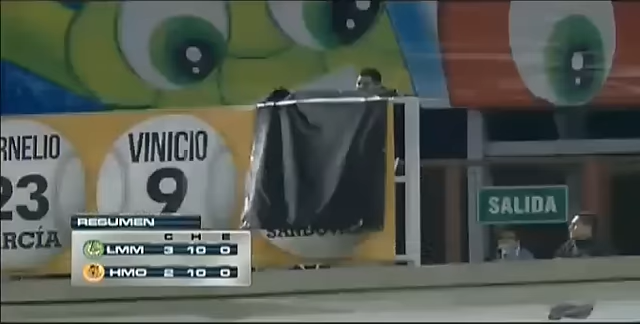 RNELIO
23
RCÍA
VINICIO
9
SANDOV
SALIDA
RESUMEN
C H E
LMM 3 10 0
HMO 2 10 0